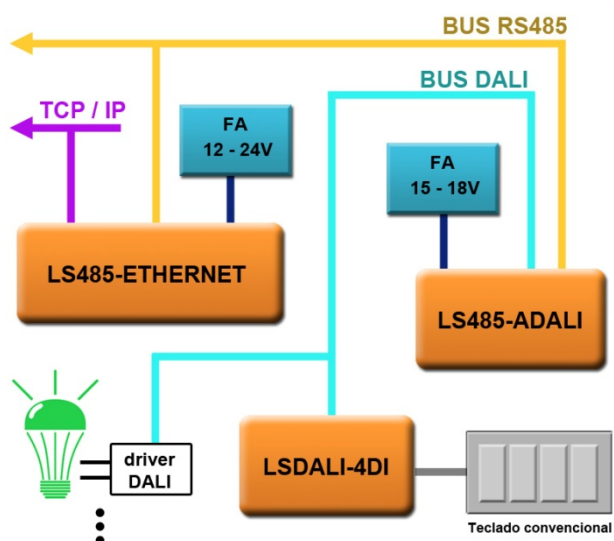 BUS RS485
BUS DALI
TCP / IP
FA
12 - 24V
FA
15 - 18V
LS485-ETHERNET
LS485-ADALI
driver
DALI
LSDALI-4DI
Teclado convencional